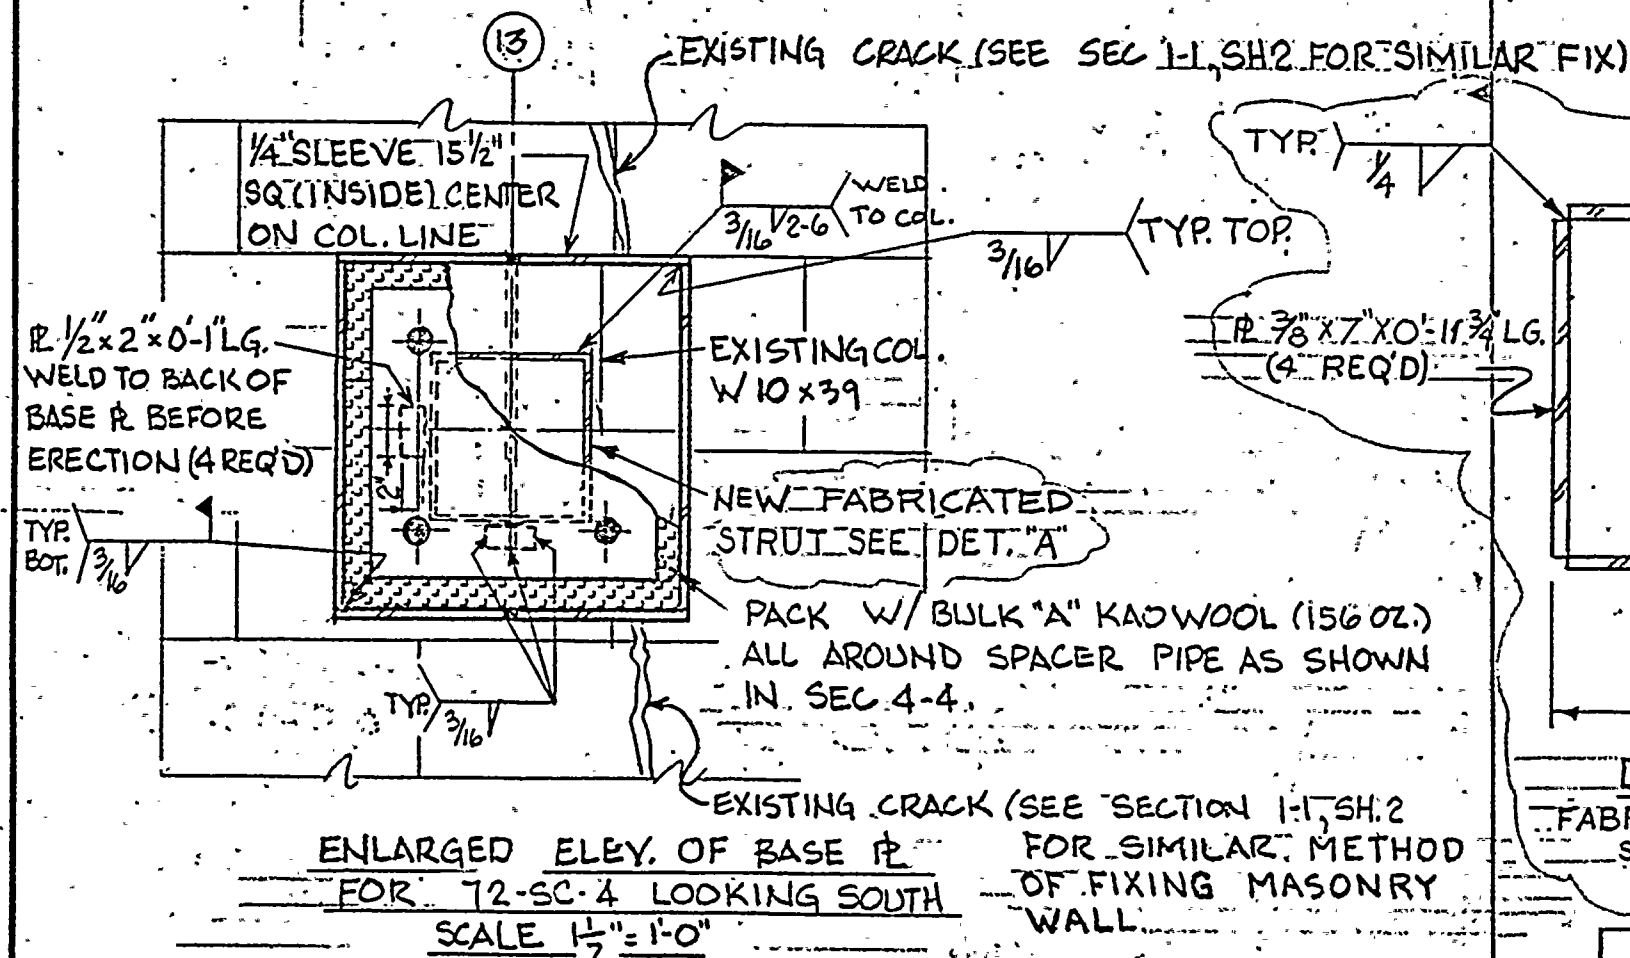 13
EXISTING CRACK (SEE SEC 1-1, SH.2 FOR SIMILAR FIX)
1/4" SLEEVE 15 1/2"
SQ (INSIDE) CENTER
ON COL. LINE
3/16 2-6 WELD
TO COL.
3/16 TYP. TOP.
TYP. 1/4
PL 1/2" x 2" x 0'-1" LG.
WELD TO BACK OF
BASE PL BEFORE
ERECTION (4 REQ'D)
2"
TYP.
BOT.
3/16
EXISTING COL.
W 10 x 39
PL 3/8" X 7" X 0'-11 3/4" LG.
(4 REQ'D)
NEW FABRICATED
STRUT SEE DET. "A"
PACK W/ BULK "A" KAOWOOL (156 OZ.)
ALL AROUND SPACER PIPE AS SHOWN
IN SEC 4-4.
TYP. 3/16
EXISTING CRACK (SEE SECTION 1-1, SH.2
FOR SIMILAR METHOD
OF FIXING MASONRY
WALL.
ENLARGED ELEV. OF BASE PL
FOR 72-SC-4 LOOKING SOUTH
SCALE 1 1/2" = 1'-0"